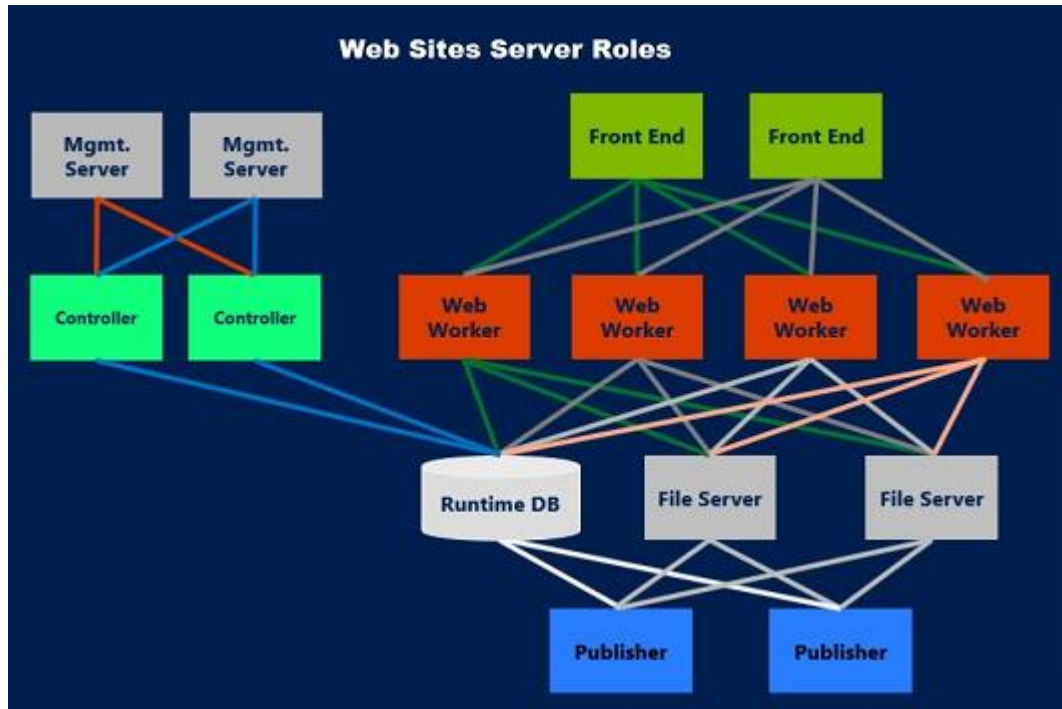 Web Sites Server Roles
Mgmt.
Server
Mgmt.
Server
Front End
Front End
Controller
Controller
Web
Worker
Web
Worker
Web
Worker
Web
Worker
Runtime DB
File Server
File Server
Publisher
Publisher